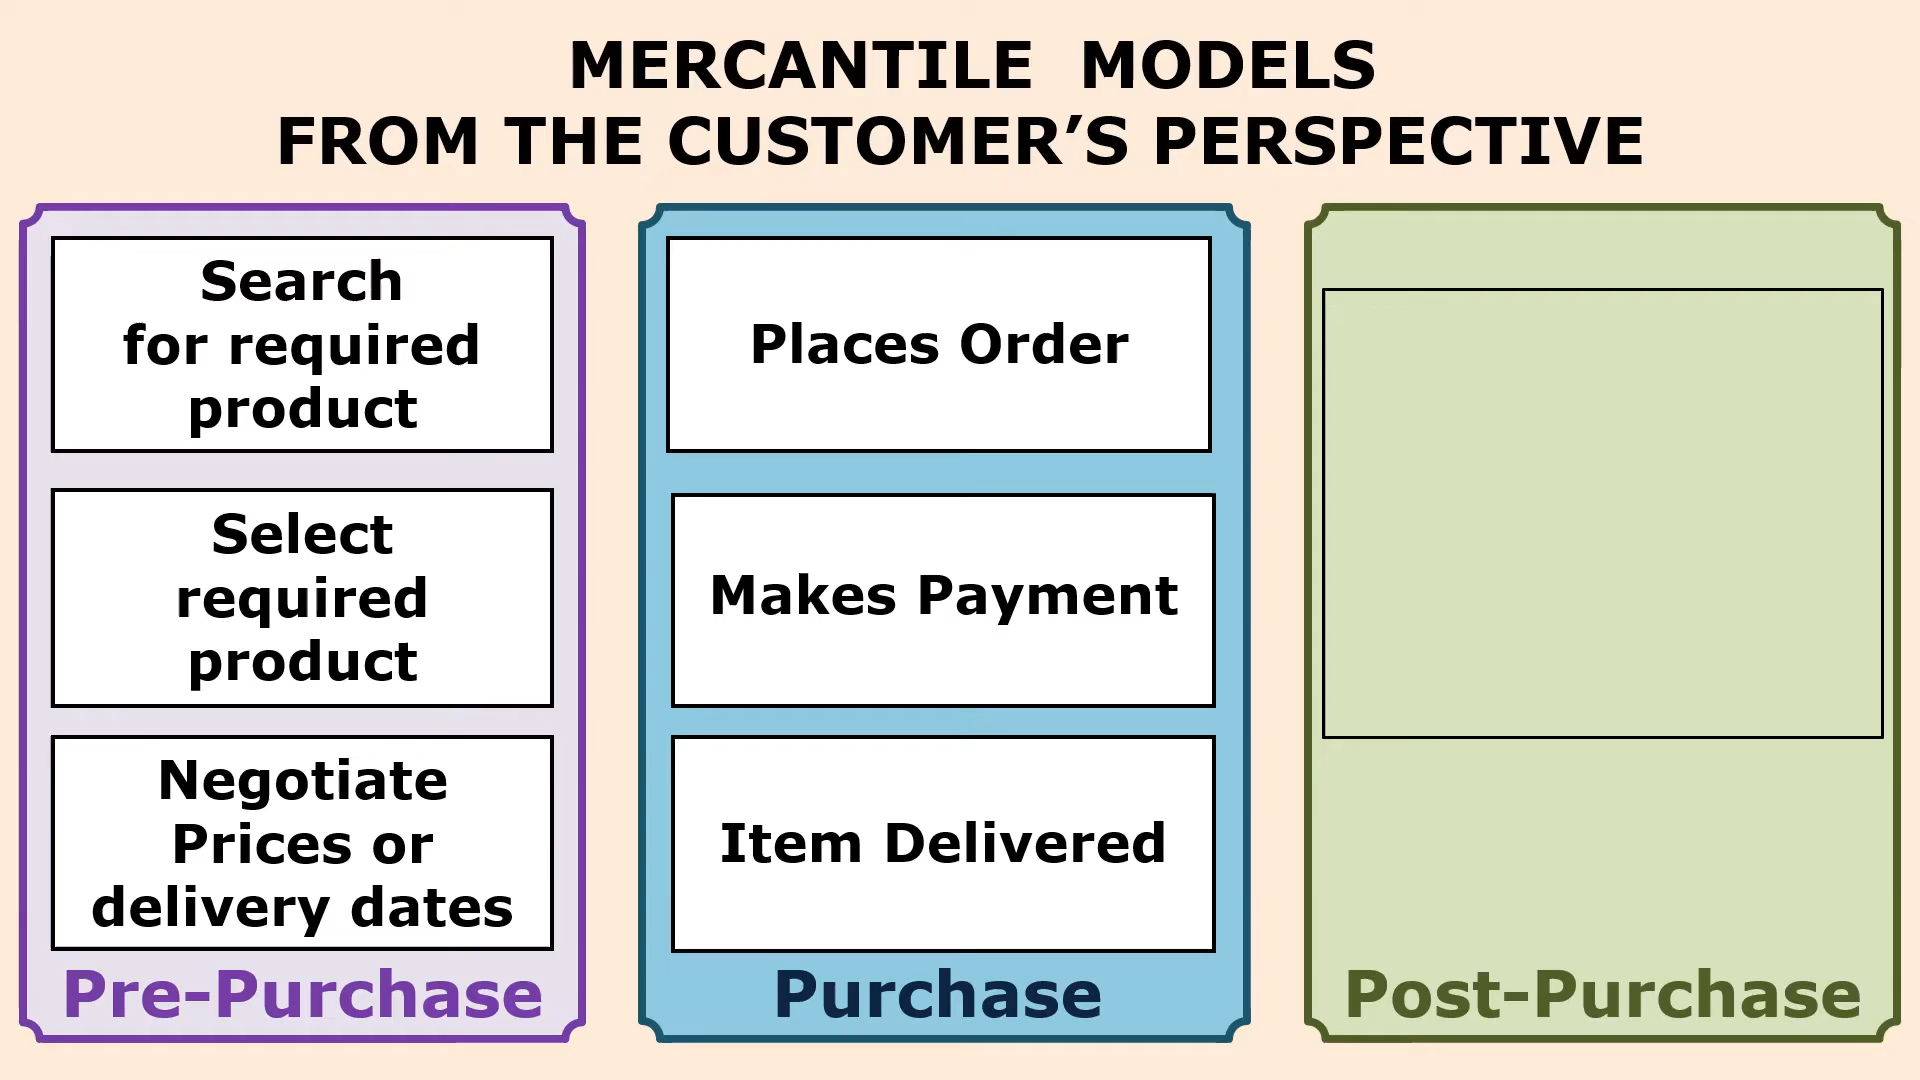 MERCANTILE MODELS
FROM THE CUSTOMER’S PERSPECTIVE
Search
for required
product
Select
required
product
Negotiate
Prices or
delivery dates
Pre-Purchase
Places Order
Makes Payment
Item Delivered
Purchase
Post-Purchase